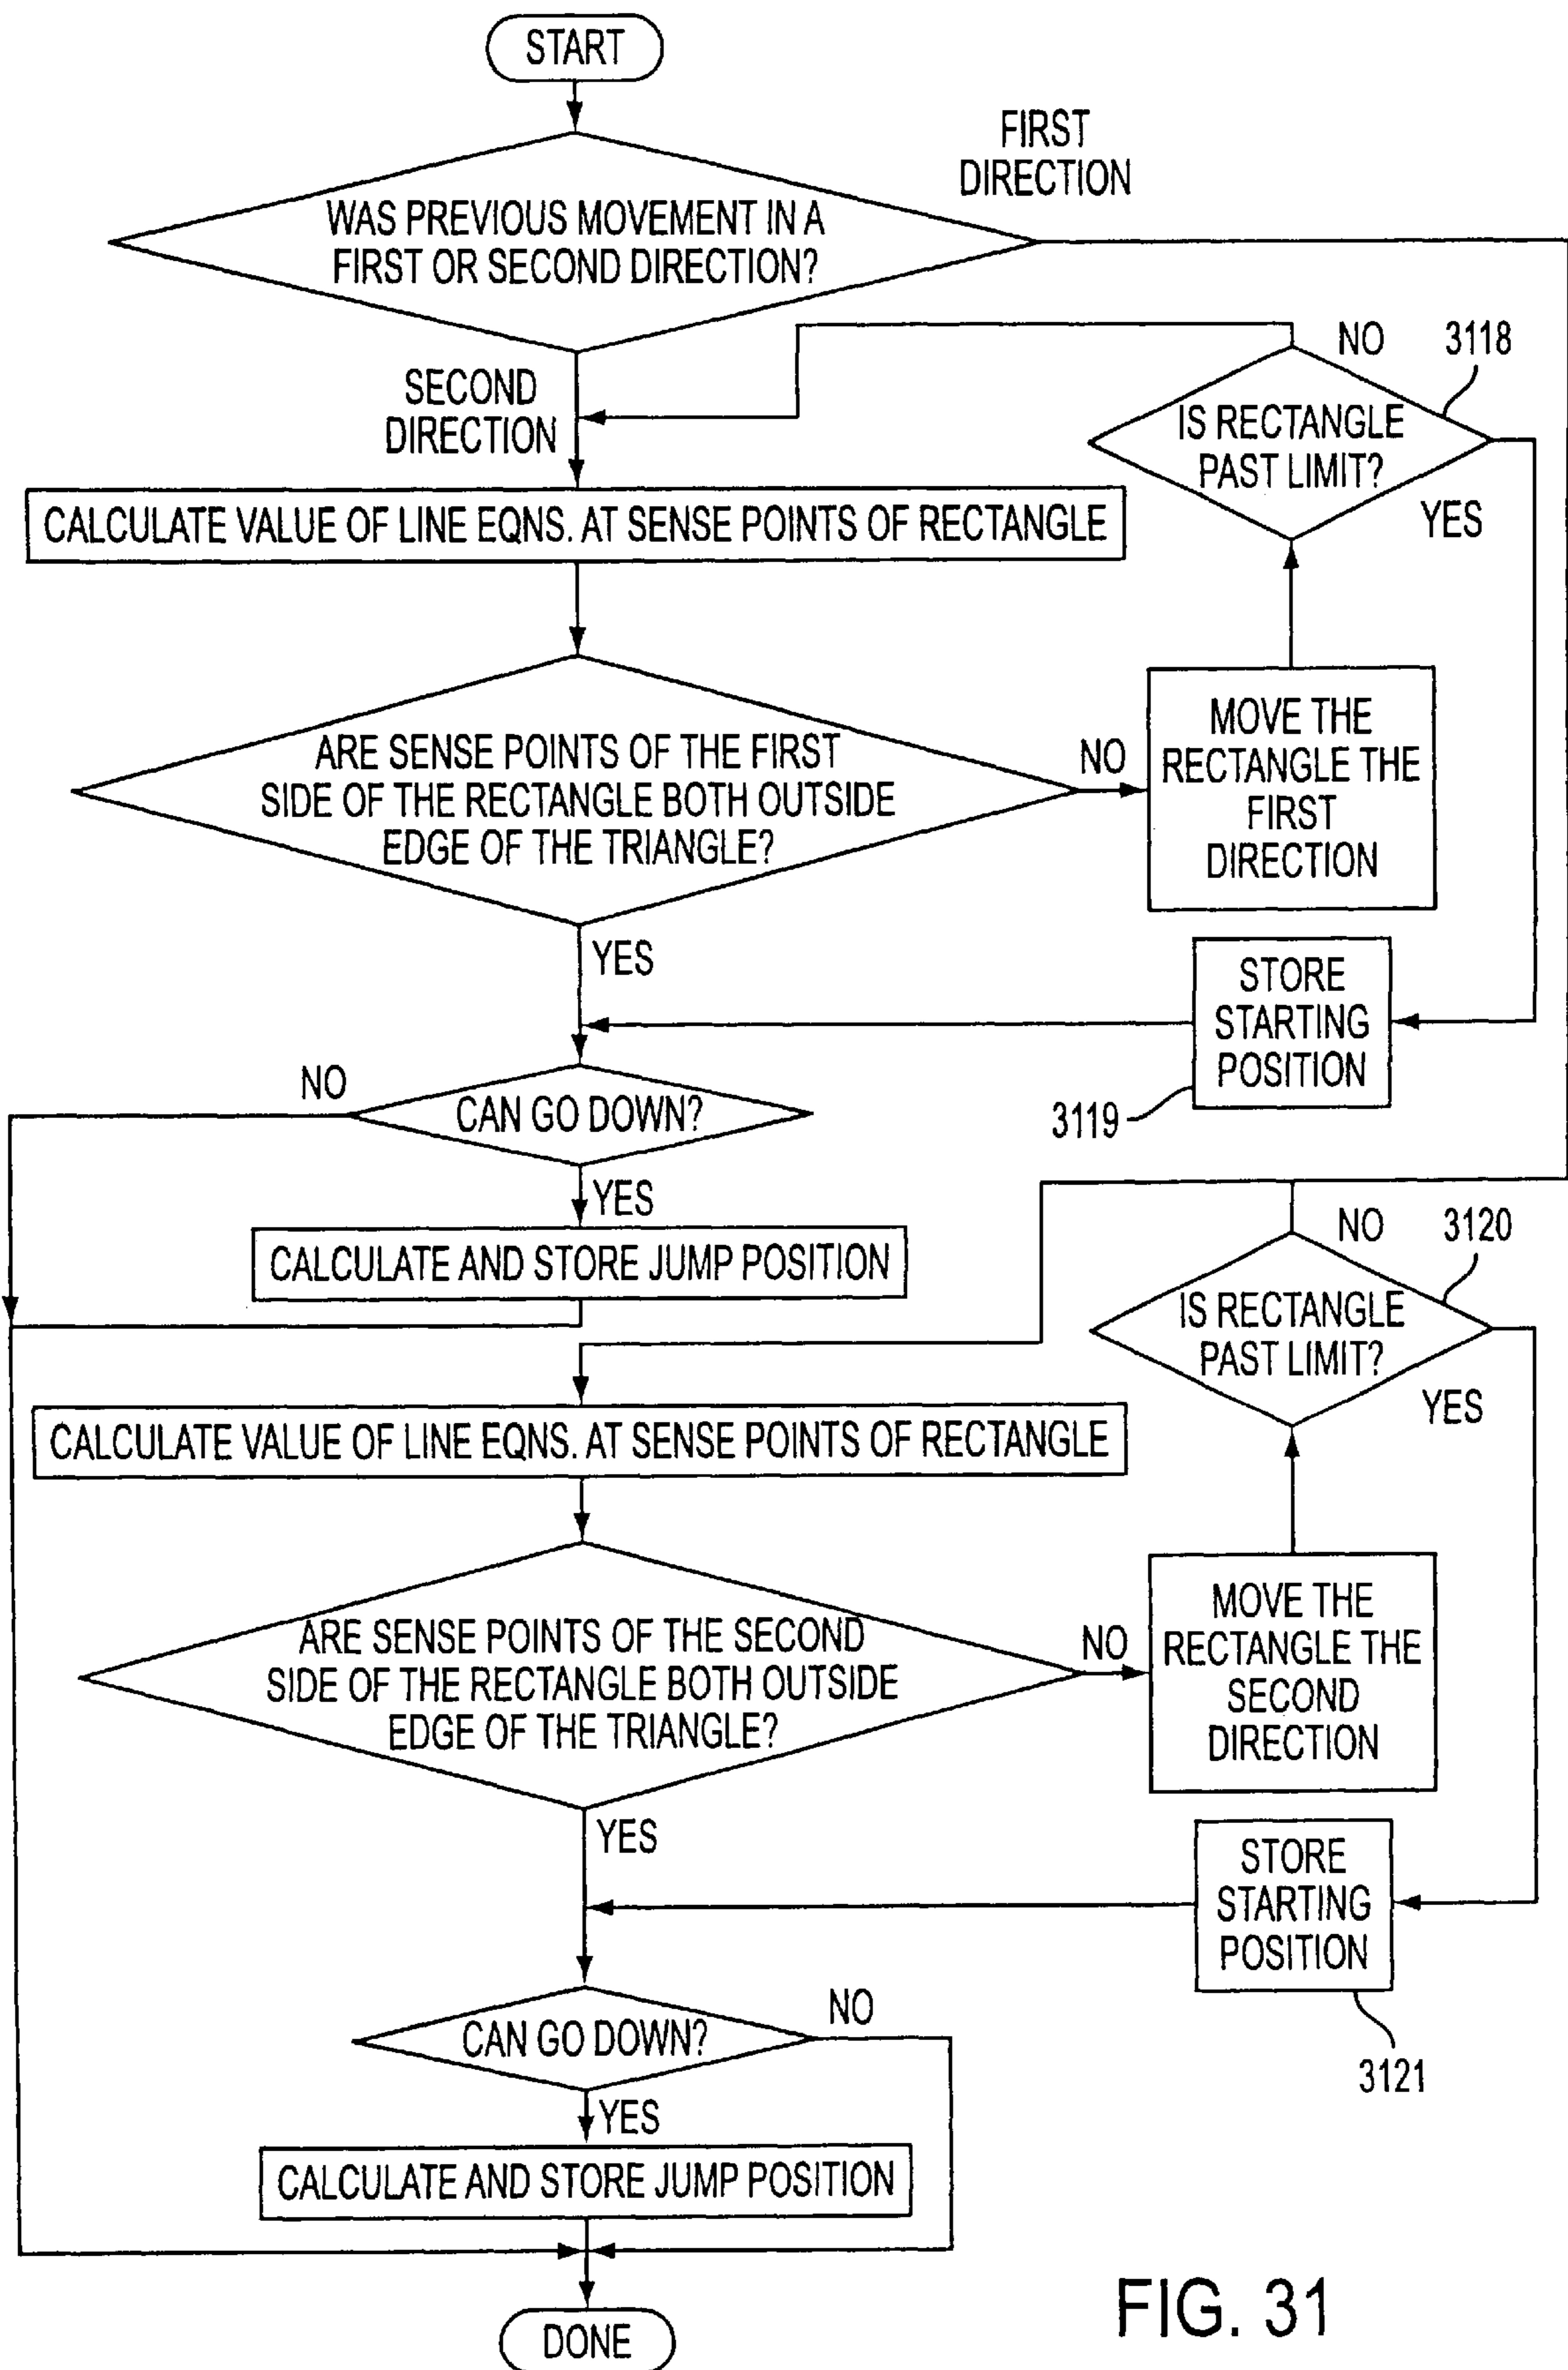 START
FIRST
DIRECTION
WAS PREVIOUS MOVEMENT IN A
FIRST OR SECOND DIRECTION?
NO
3118
SECOND
DIRECTION
IS RECTANGLE
PAST LIMIT?
YES
CALCULATE VALUE OF LINE EQNS. AT SENSE POINTS OF RECTANGLE
ARE SENSE POINTS OF THE FIRST
SIDE OF THE RECTANGLE BOTH OUTSIDE
EDGE OF THE TRIANGLE?
NO
MOVE THE
RECTANGLE THE
FIRST
DIRECTION
YES
STORE
STARTING
POSITION
3119
NO
CAN GO DOWN?
YES
CALCULATE AND STORE JUMP POSITION
NO
3120
IS RECTANGLE
PAST LIMIT?
YES
CALCULATE VALUE OF LINE EQNS. AT SENSE POINTS OF RECTANGLE
ARE SENSE POINTS OF THE SECOND
SIDE OF THE RECTANGLE BOTH OUTSIDE
EDGE OF THE TRIANGLE?
NO
MOVE THE
RECTANGLE THE
SECOND
DIRECTION
YES
STORE
STARTING
POSITION
3121
CAN GO DOWN?
NO
YES
CALCULATE AND STORE JUMP POSITION
DONE
FIG. 31